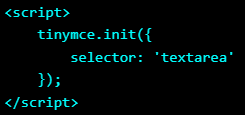 <script>
    tinymce.init({
        selector: 'textarea'
    });
</script>